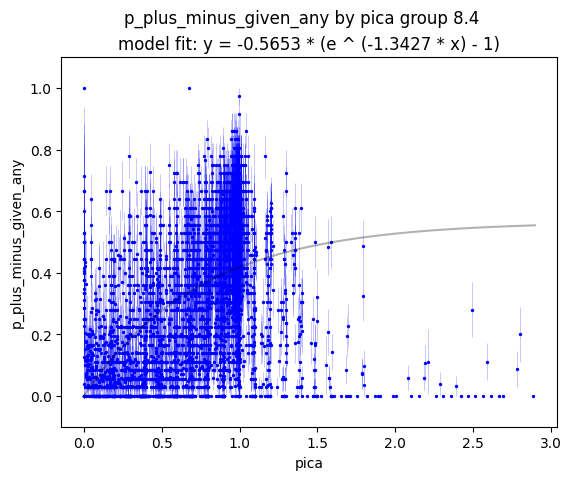 p_plus_minus_given_any by pica group 8.4
model fit: y = -0.5653 * (e ^ (-1.3427 * x) - 1)
1.0
0.8
0.6
0.4
0.2
0.0
p_plus_minus_given_any
0.0 0.5 1.0 1.5 2.0 2.5 3.0
pica